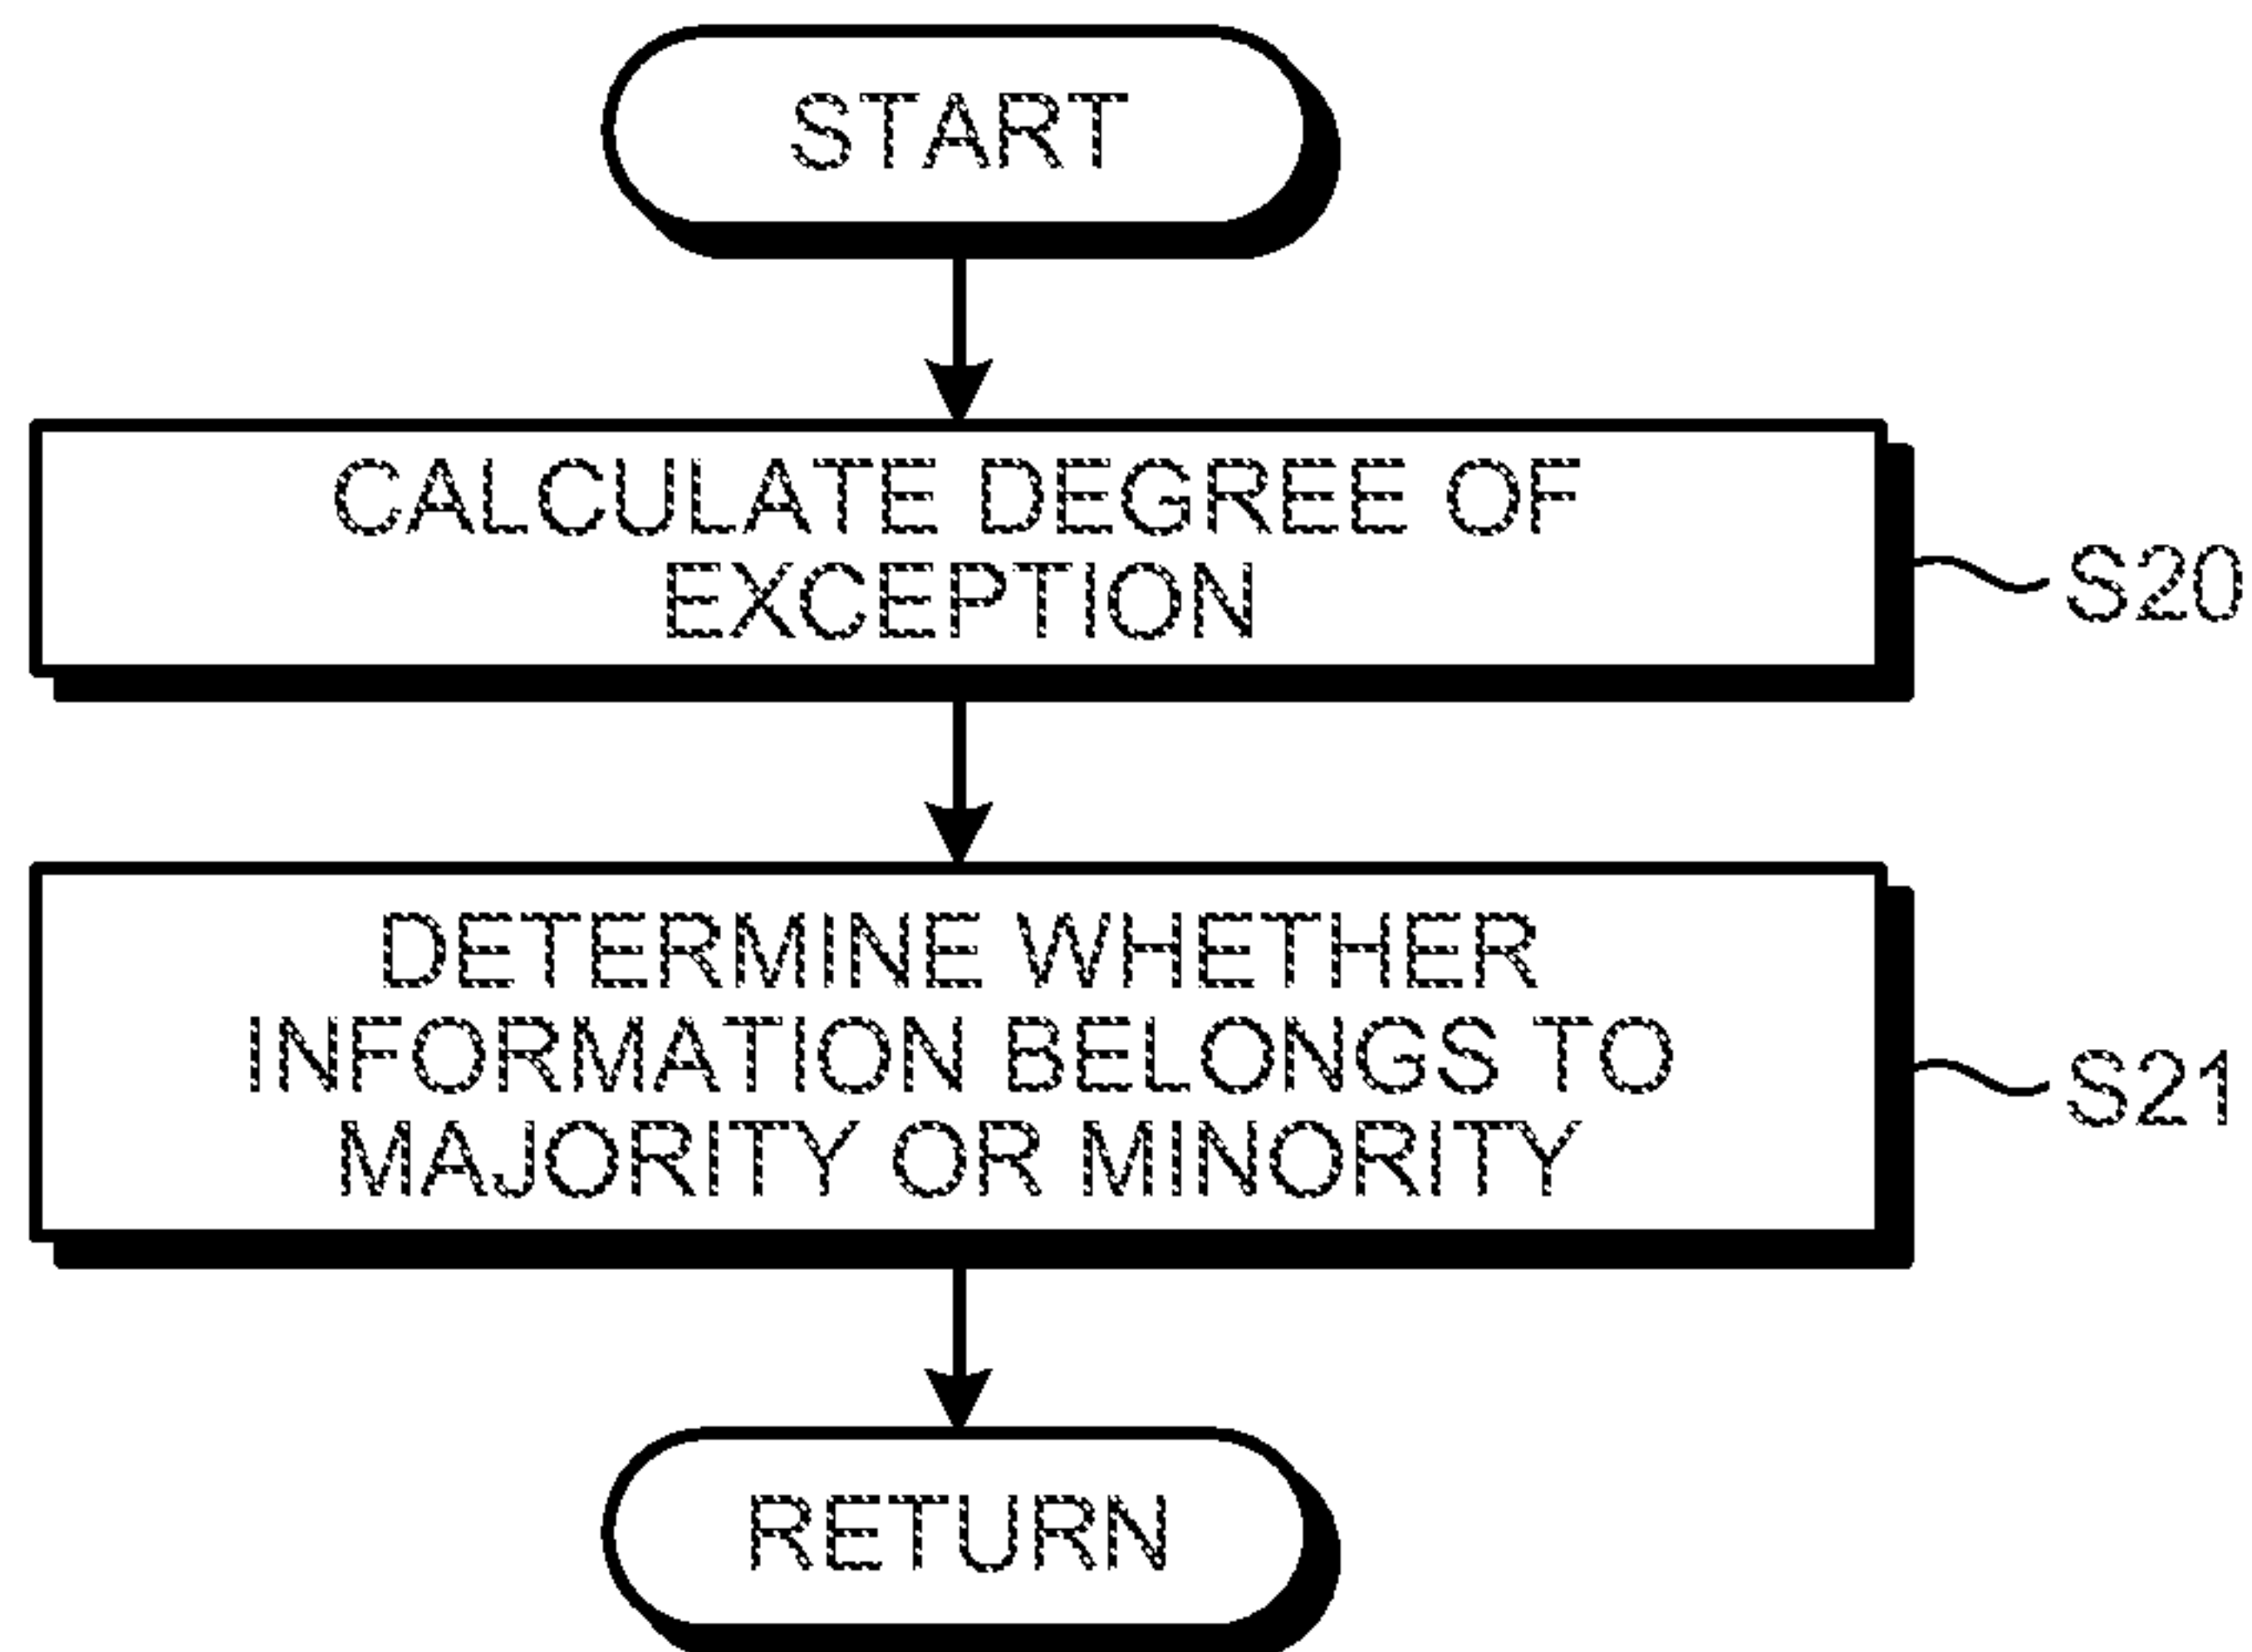 START
CALCULATE DEGREE OF
EXCEPTION
S20
DETERMINE WHETHER
INFORMATION BELONGS TO
MAJORITY OR MINORITY
S21
RETURN